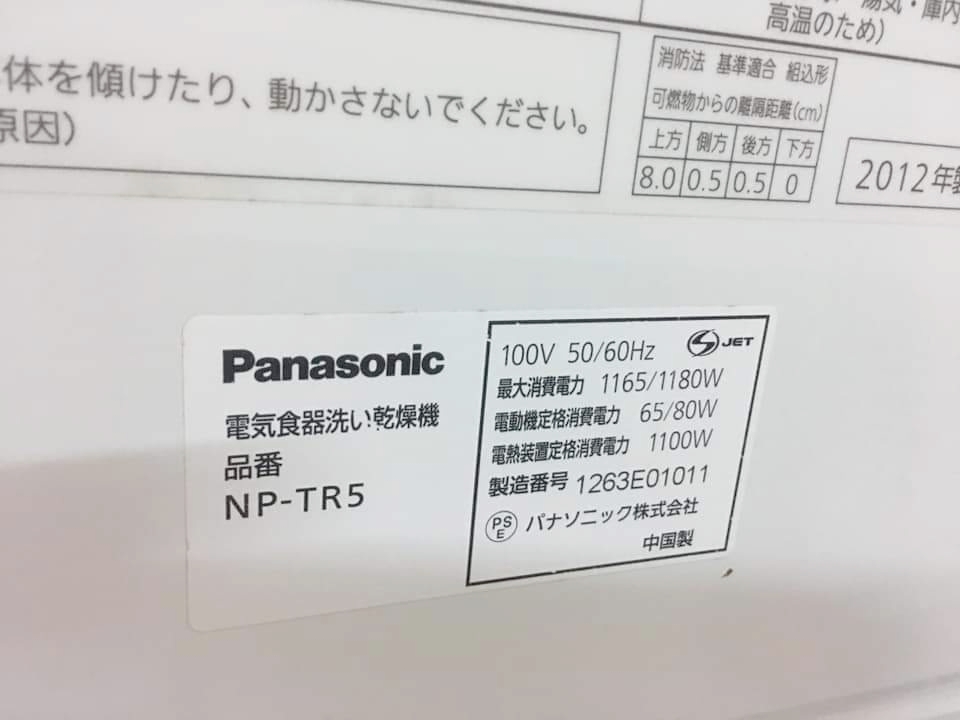 湯気・庫内
高温のため)
体を傾けたり、動かさないでください。
原因)
消防法 基準適合 組込形
可燃物からの離隔距離(cm)
上方 側方 後方 下方
8.0 0.5 0.5 0
2012年製
Panasonic
電気食器洗い乾燥機
品番
NP-TR5
100V 50/60Hz JET
最大消費電力 1165/1180W
電動機定格消費電力 65/80W
電熱装置定格消費電力 1100W
製造番号 1263E01011
PSE パナソニック株式会社
中国製